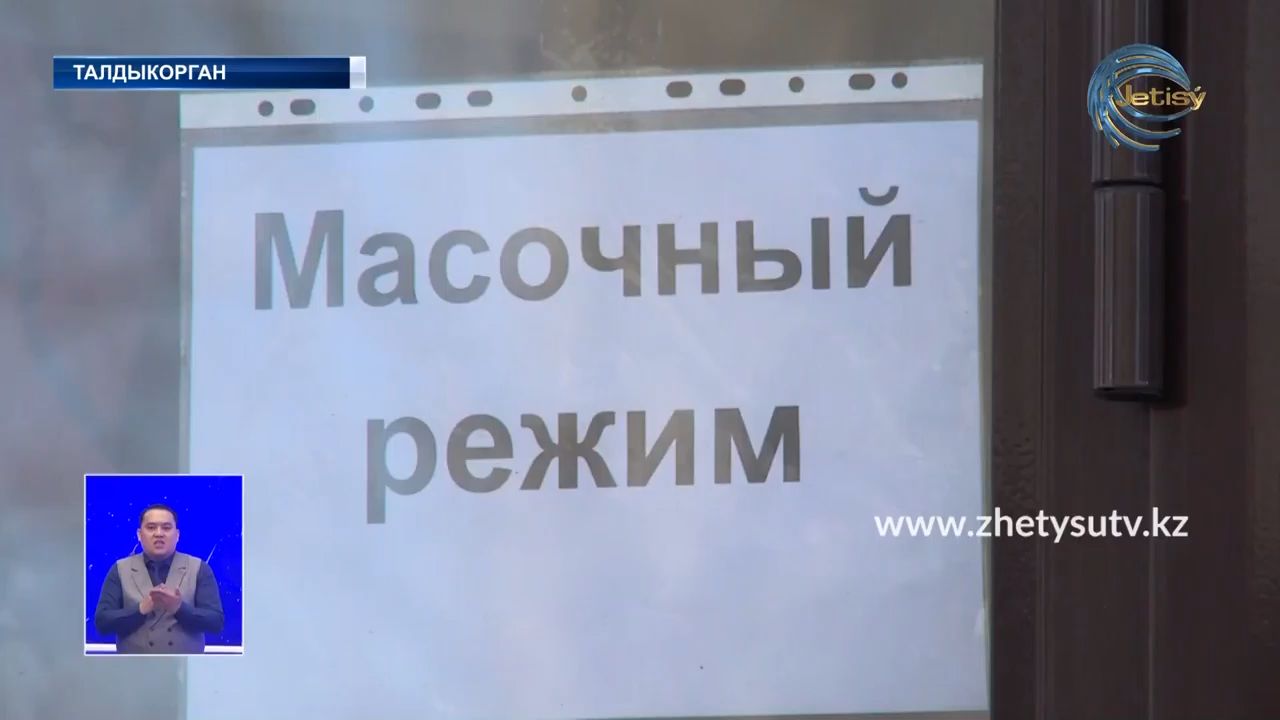 ТАЛДЫКОРГАН
Jetisý
Масочный
режим
www.zhetysutv.kz